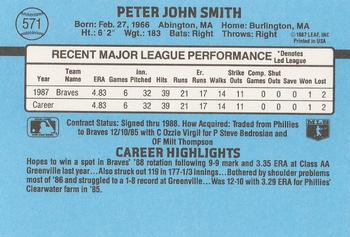 571
PETER JOHN SMITH
Born: Feb. 27, 1966 Abington, MA Home: Burlington, MA
Ht.: 6'2" Wgt.: 183 Bats: Right Throws: Right
©1987 LEAF, INC
Printed in USA
RECENT MAJOR LEAGUE PERFORMANCE *Denotes Led League
Year Team Name ERA Games Inn. Pitched Hits Runs Er. Runs Walks Strike Outs Comp. Games Shut Outs Saves Won Lost
1987 Braves 4.83 6 32 39 21 17 14 11 0 0 0 1 2
Career 4.83 6 32 39 21 17 14 11 0 0 0 1 2
Contract Status: Signed thru 1988. How Acquired: Traded from Phillies
to Braves 12/10/85 with C Ozzie Virgil for P Steve Bedrosian and
OF Milt Thompson
MLB
CAREER HIGHLIGHTS
Hopes to win a spot in Braves' '88 rotation following 9-9 mark and 3.35 ERA at Class AA
Greenville last year... Also struck out 119 in 177-1/3 innings... Bothered by shoulder problems
most of '86 and struggled to a 1-8 record at Greenville... Was 12-10 with 3.29 ERA for Phillies'
Clearwater farm in '85.